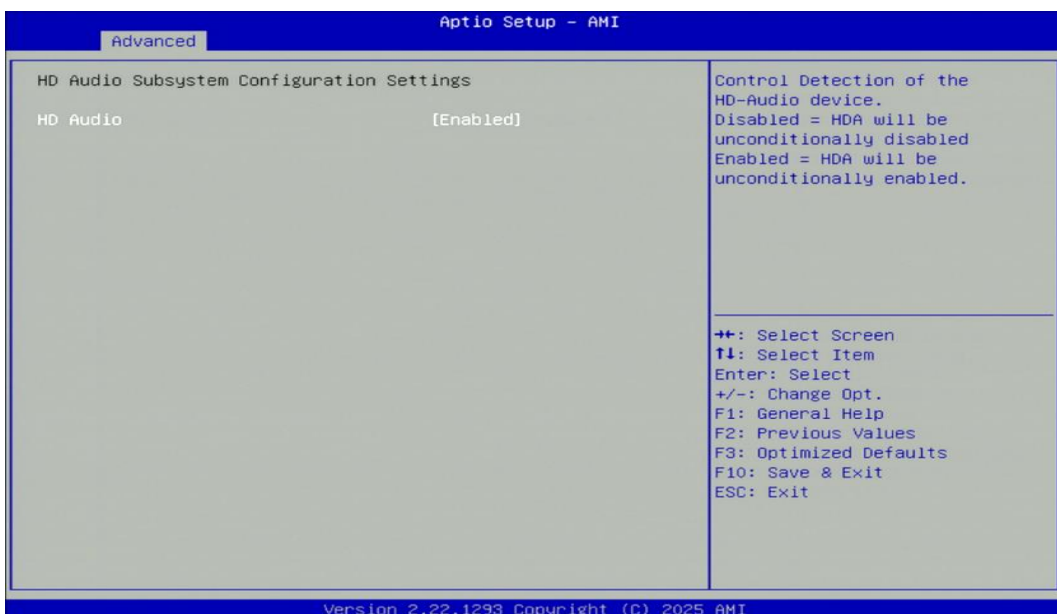 Aptio Setup - AMI
Advanced
HD Audio Subsystem Configuration Settings
HD Audio [Enabled]
Control Detection of the
HD-Audio device.
Disabled = HDA will be
unconditionally disabled
Enabled = HDA will be
unconditionally enabled.
→←: Select Screen
↑↓: Select Item
Enter: Select
+/-: Change Opt.
F1: General Help
F2: Previous Values
F3: Optimized Defaults
F10: Save & Exit
ESC: Exit
Version 2.22.1293 Copyright (C) 2025 AMI